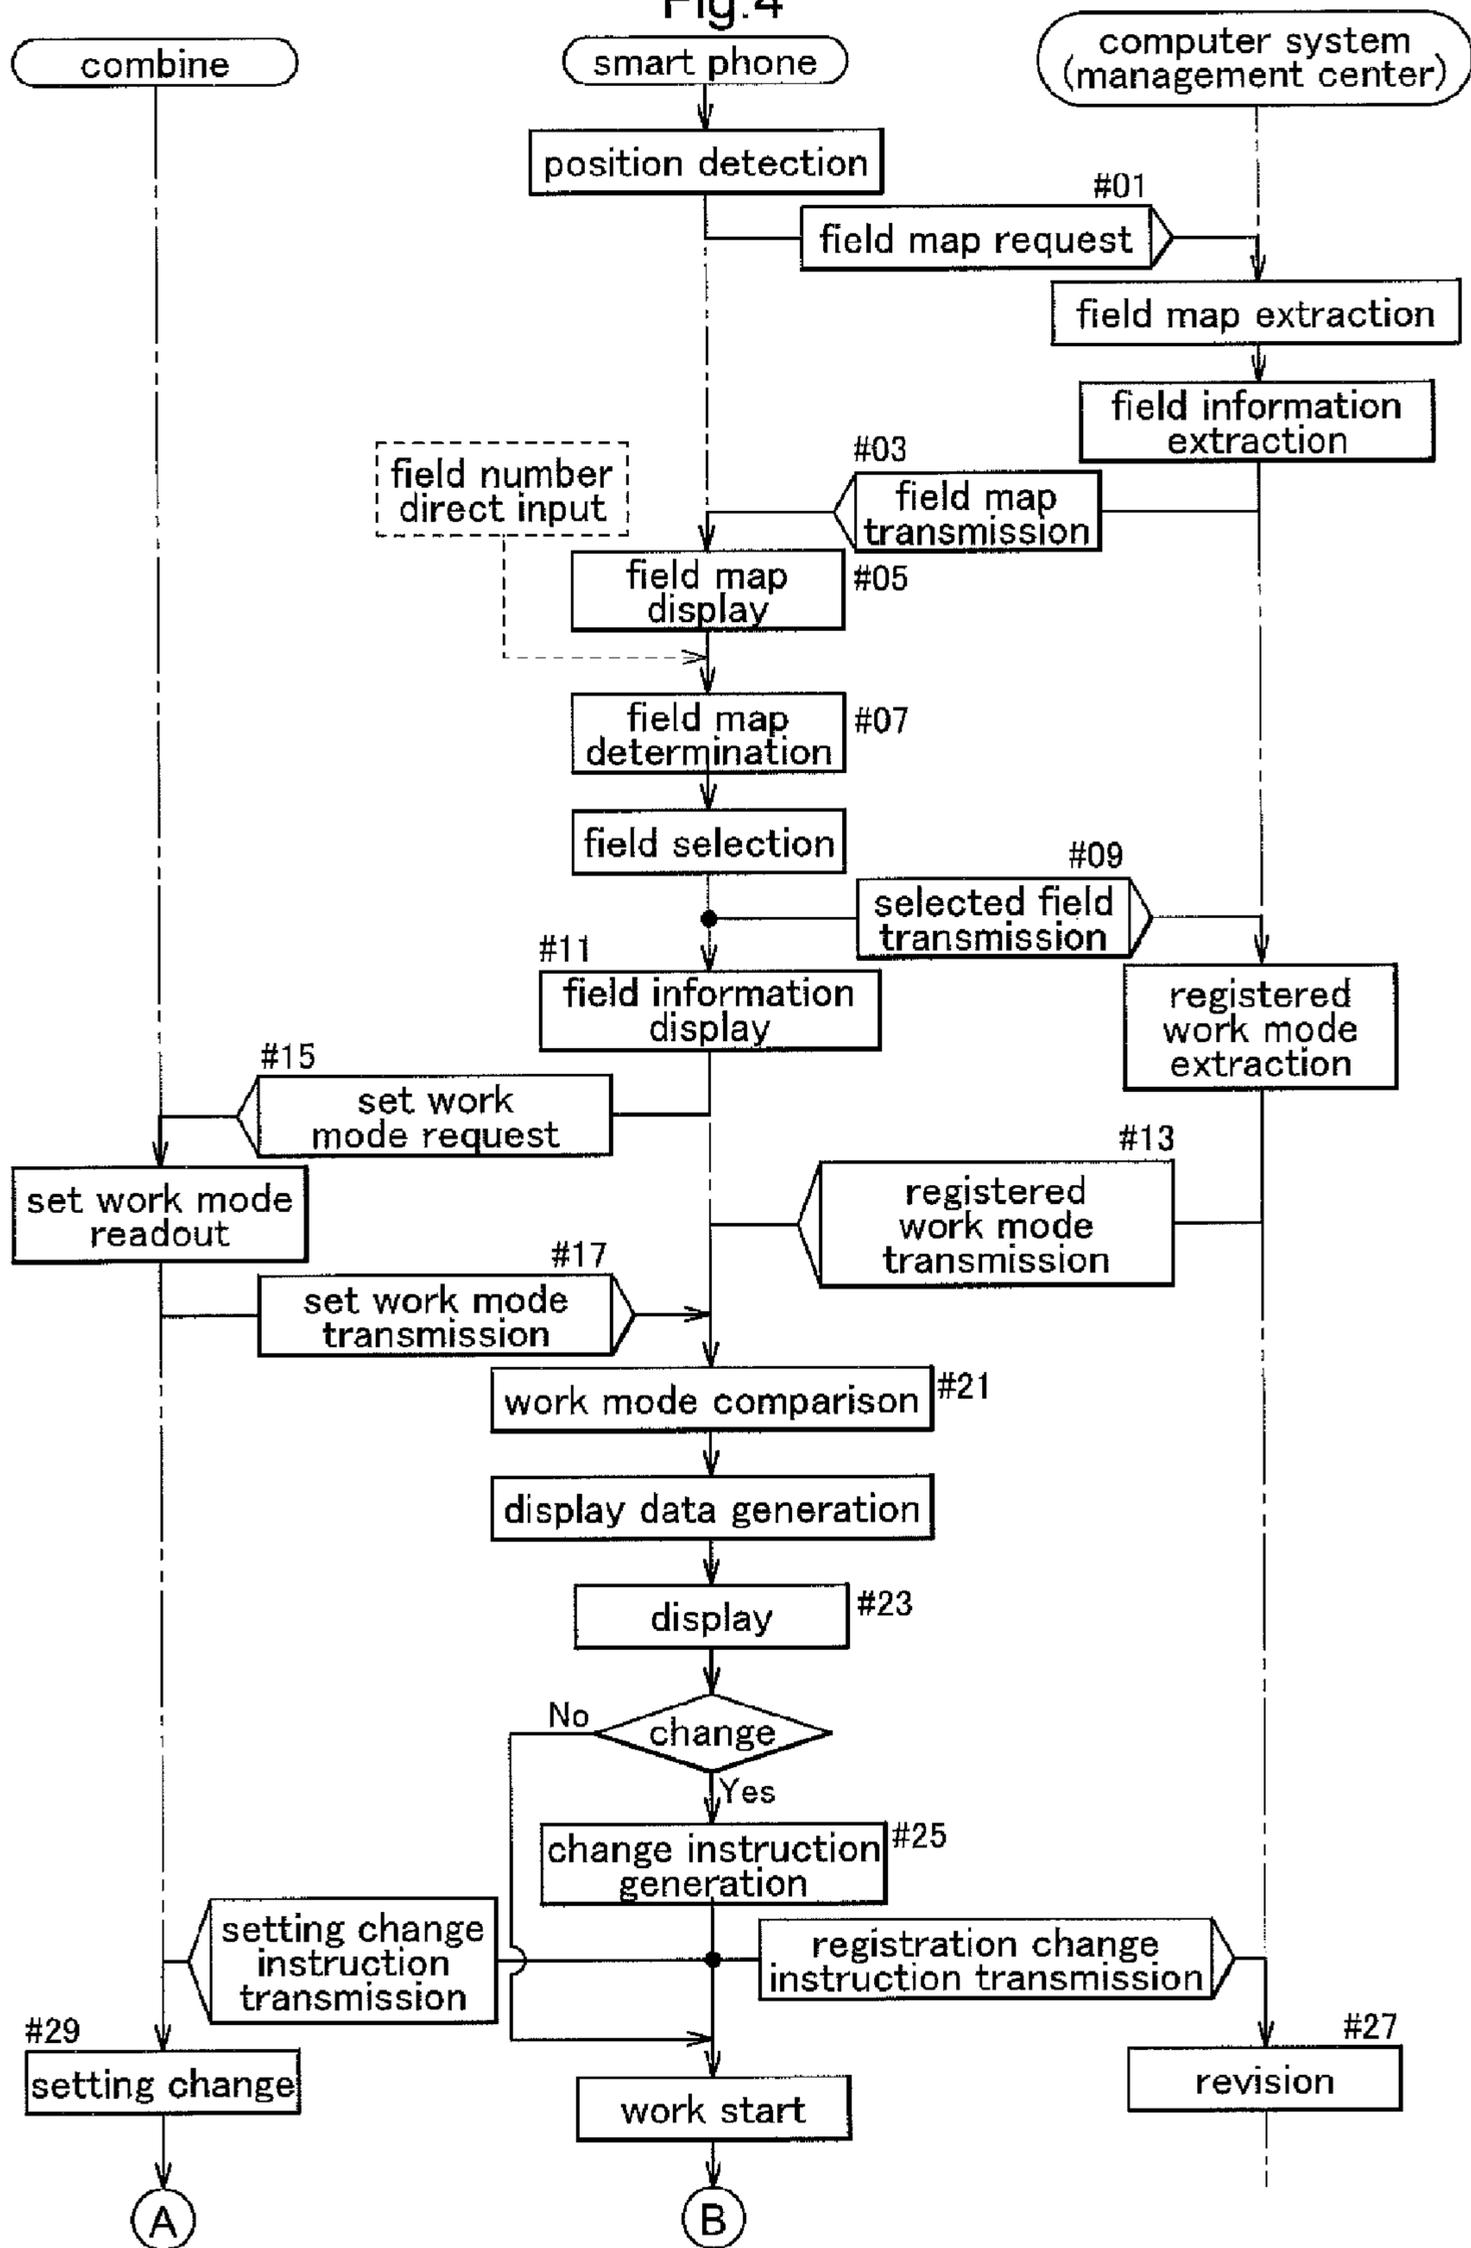 Fig.4
combine
smart phone
computer system
(management center)
position detection
#01
field map request
field map extraction
field information
extraction
#03
field map
transmission
field number
direct input
field map
display
#05
field map
determination
#07
field selection
#09
selected field
transmission
#11
field information
display
registered
work mode
extraction
#15
set work
mode request
#13
registered
work mode
transmission
set work mode
readout
#17
set work mode
transmission
work mode comparison
#21
display data generation
display
#23
change
No
Yes
change instruction
generation
#25
setting change
instruction
transmission
registration change
instruction transmission
#29
setting change
#27
revision
work start
A
B